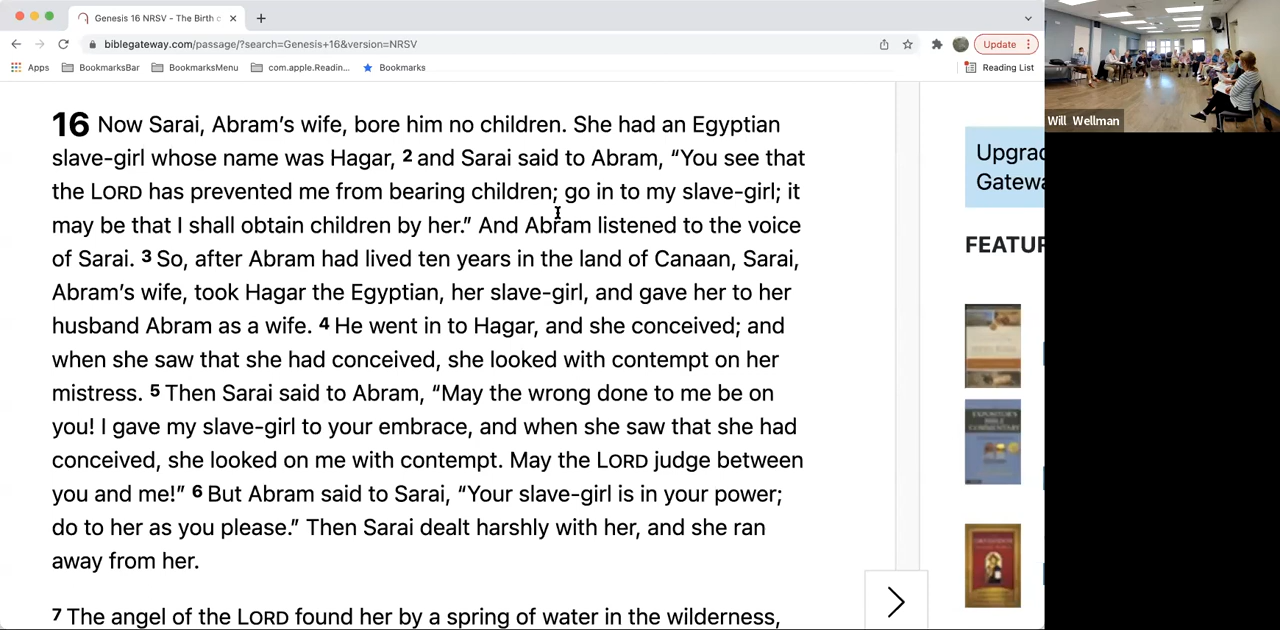 Genesis 16 NRSV - The Birth o
biblegateway.com/passage/?search=Genesis+16&version=NRSV
Update
Apps BookmarksBar BookmarksMenu com.apple.Readin... Bookmarks Reading List
16 Now Sarai, Abram’s wife, bore him no children. She had an Egyptian
slave-girl whose name was Hagar, 2 and Sarai said to Abram, “You see that
the LORD has prevented me from bearing children; go in to my slave-girl; it
may be that I shall obtain children by her.” And Abram listened to the voice
of Sarai. 3 So, after Abram had lived ten years in the land of Canaan, Sarai,
Abram’s wife, took Hagar the Egyptian, her slave-girl, and gave her to her
husband Abram as a wife. 4 He went in to Hagar, and she conceived; and
when she saw that she had conceived, she looked with contempt on her
mistress. 5 Then Sarai said to Abram, “May the wrong done to me be on
you! I gave my slave-girl to your embrace, and when she saw that she had
conceived, she looked on me with contempt. May the LORD judge between
you and me!” 6 But Abram said to Sarai, “Your slave-girl is in your power;
do to her as you please.” Then Sarai dealt harshly with her, and she ran
away from her.
7 The angel of the LORD found her by a spring of water in the wilderness,
Upgrad
Gatewa
FEATUR
EXPOSITOR'S
BIBLE
COMMENTARY
Will Wellman